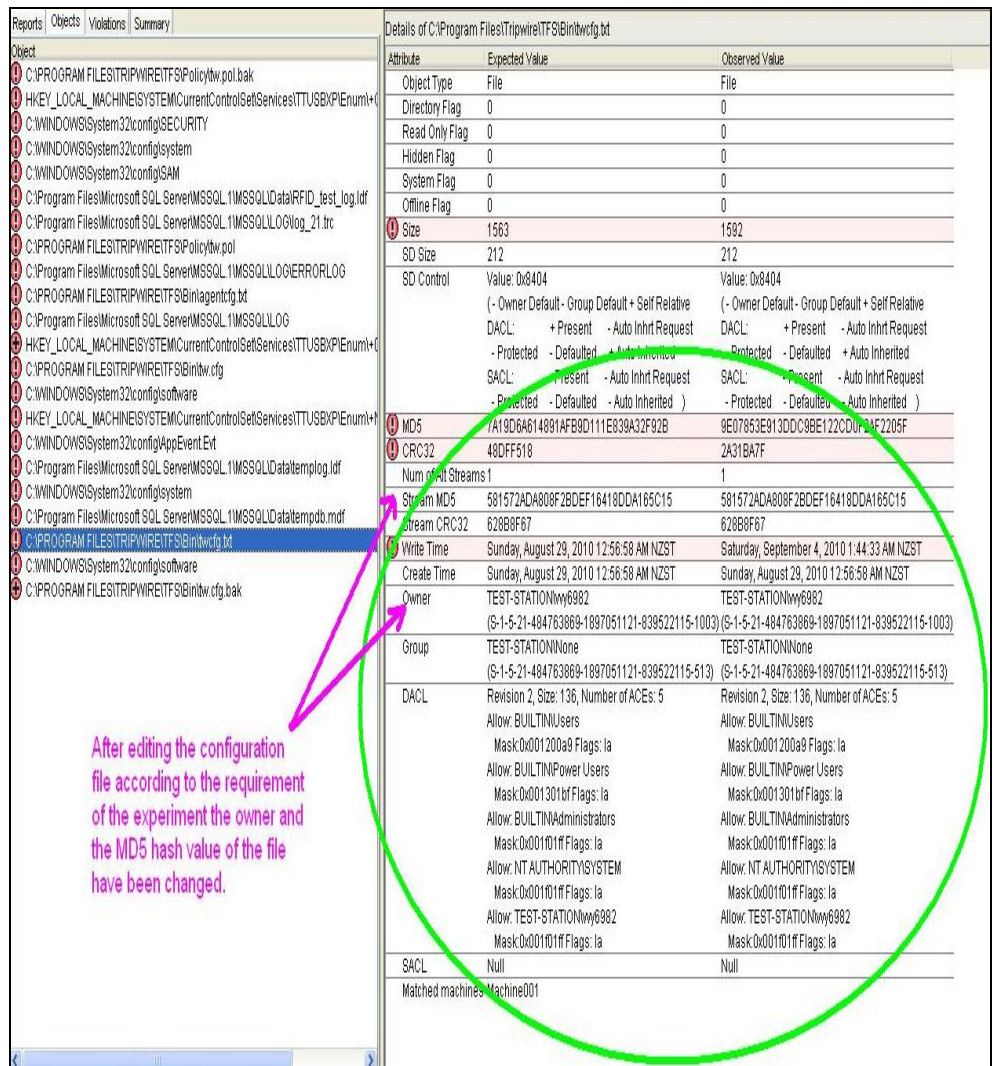 Reports Objects Violations Summary
Object
C:\PROGRAM FILES\TRIPWIRE\TFS\Policy\tw.pol.bak
HKEY_LOCAL_MACHINE\SYSTEM\CurrentControlSet\Services\TTUSBXP\Enum\+
C:\WINDOWS\System32\config\SECURITY
C:\WINDOWS\System32\config\system
C:\WINDOWS\System32\config\SAM
C:\Program Files\Microsoft SQL Server\MSSQL.1\MSSQL\Data\RFID_test_log.ldf
C:\Program Files\Microsoft SQL Server\MSSQL.1\MSSQL\LOG\log_21.trc
C:\PROGRAM FILES\TRIPWIRE\TFS\Policy\tw.pol
C:\Program Files\Microsoft SQL Server\MSSQL.1\MSSQL\LOG\ERRORLOG
C:\PROGRAM FILES\TRIPWIRE\TFS\Bin\agentcfg.txt
C:\Program Files\Microsoft SQL Server\MSSQL.1\MSSQL\LOG
HKEY_LOCAL_MACHINE\SYSTEM\CurrentControlSet\Services\TTUSBXP\Enum\+
C:\PROGRAM FILES\TRIPWIRE\TFS\Bin\tw.cfg
C:\WINDOWS\System32\config\software
HKEY_LOCAL_MACHINE\SYSTEM\CurrentControlSet\Services\TTUSBXP\Enum\+
C:\WINDOWS\System32\config\AppEvent.Evt
C:\Program Files\Microsoft SQL Server\MSSQL.1\MSSQL\Data\templog.ldf
C:\WINDOWS\System32\config\system
C:\Program Files\Microsoft SQL Server\MSSQL.1\MSSQL\Data\tempdb.mdf
C:\PROGRAM FILES\TRIPWIRE\TFS\Bin\twcfg.txt
C:\WINDOWS\System32\config\software
C:\PROGRAM FILES\TRIPWIRE\TFS\Bin\tw.cfg.bak
After editing the configuration
file according to the requirement
of the experiment the owner and
the MD5 hash value of the file
have been changed.
Details of C:\Program Files\Tripwire\TFS\Bin\twcfg.txt
Attribute Expected Value Observed Value
Object Type File File
Directory Flag 0 0
Read Only Flag 0 0
Hidden Flag 0 0
System Flag 0 0
Offline Flag 0 0
Size 1563 1592
SD Size 212 212
SD Control Value: 0x8404 Value: 0x8404
( - Owner Default - Group Default + Self Relative ( - Owner Default - Group Default + Self Relative
DACL: + Present - Auto Inhrt Request DACL: + Present - Auto Inhrt Request
- Protected - Defaulted + Auto Inherited - Protected - Defaulted + Auto Inherited
SACL: - Present - Auto Inhrt Request SACL: - Present - Auto Inhrt Request
- Protected - Defaulted - Auto Inherited ) - Protected - Defaulted - Auto Inherited )
MD5 7A19D6A614891AFB9D111E839A32F92B
CRC32 48DFF518 2A31BA7F
Num of Alt Streams 1 1
Stream MD5 581572ADA808F2BDEF16418DDA165C15 581572ADA808F2BDEF16418DDA165C15
Stream CRC32 628B8F67 628B8F67
Write Time Sunday, August 29, 2010 12:56:58 AM NZST Saturday, September 4, 2010 1:44:33 AM NZST
Create Time Sunday, August 29, 2010 12:56:58 AM NZST Sunday, August 29, 2010 12:56:58 AM NZST
Owner TEST-STATION\wy6982 TEST-STATION\wy6982
(S-1-5-21-484763869-1897051121-839522115-1003) (S-1-5-21-484763869-1897051121-839522115-1003)
Group TEST-STATION\None TEST-STATION\None
(S-1-5-21-484763869-1897051121-839522115-513) (S-1-5-21-484763869-1897051121-839522115-513)
DACL Revision 2, Size: 136, Number of ACEs: 5 Revision 2, Size: 136, Number of ACEs: 5
Allow: BUILTIN\Users Allow: BUILTIN\Users
Mask:0x001200a9 Flags: Ia Mask:0x001200a9 Flags: Ia
Allow: BUILTIN\Power Users Allow: BUILTIN\Power Users
Mask:0x001301bf Flags: Ia Mask:0x001301bf Flags: Ia
Allow: BUILTIN\Administrators Allow: BUILTIN\Administrators
Mask:0x001f01ff Flags: Ia Mask:0x001f01ff Flags: Ia
Allow: NT AUTHORITY\SYSTEM Allow: NT AUTHORITY\SYSTEM
Mask:0x001f01ff Flags: Ia Mask:0x001f01ff Flags: Ia
Allow: TEST-STATION\wy6982 Allow: TEST-STATION\wy6982
Mask:0x001f01ff Flags: Ia Mask:0x001f01ff Flags: Ia
SACL Null Null
Matched machines Machine001